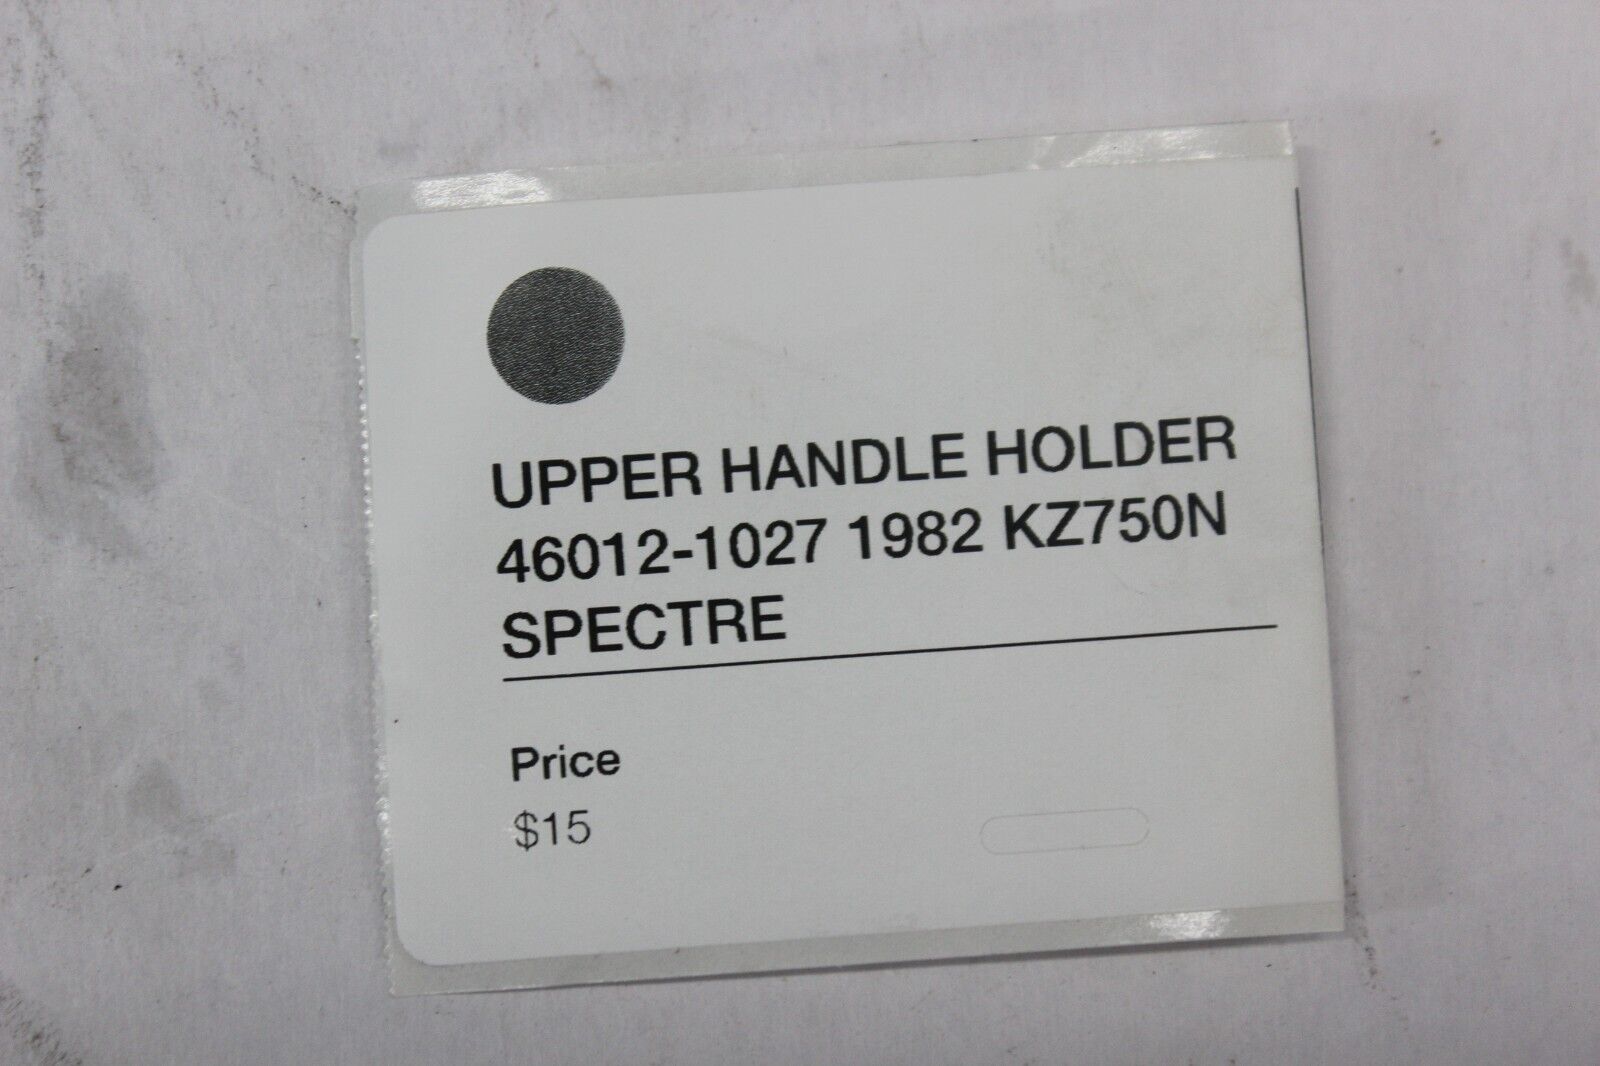 UPPER HANDLE HOLDER
46012-1027 1982 KZ750N
SPECTRE
Price
$15